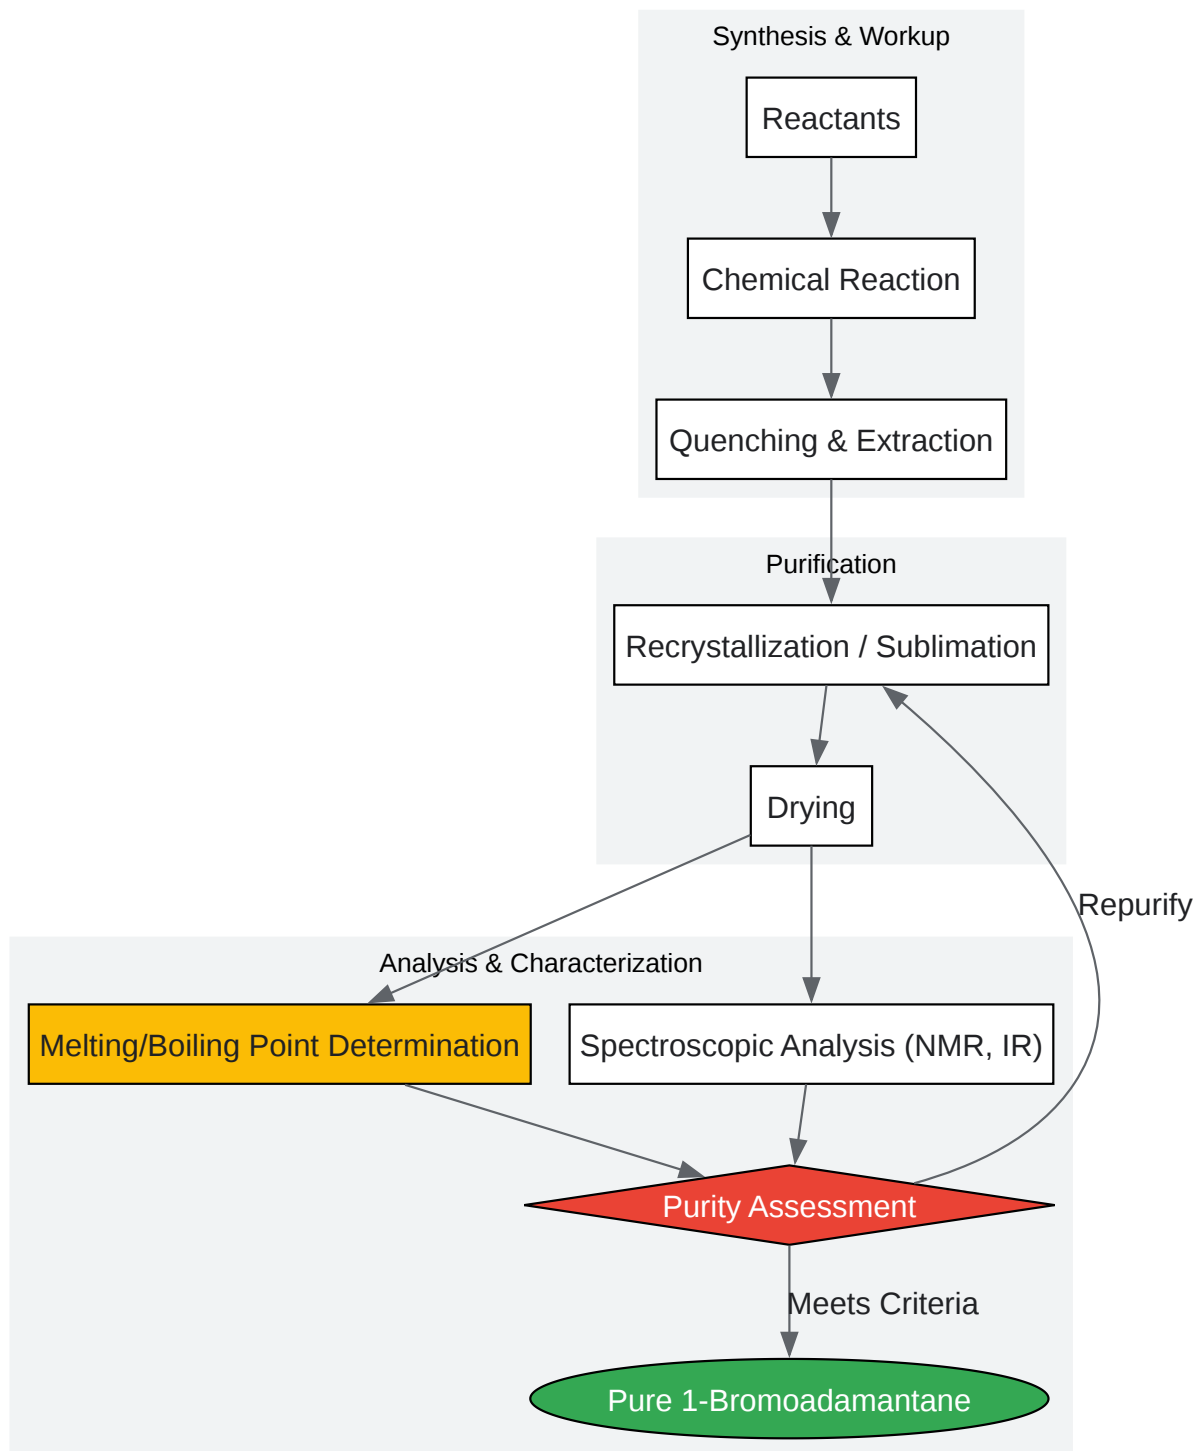 Synthesis & Workup
Reactants
Chemical Reaction
Quenching & Extraction
Purification
Recrystallization / Sublimation
Drying
Repurify
Analysis & Characterization
Melting/Boiling Point Determination
Spectroscopic Analysis (NMR, IR)
Purity Assessment
Meets Criteria
Pure 1-Bromoadamantane